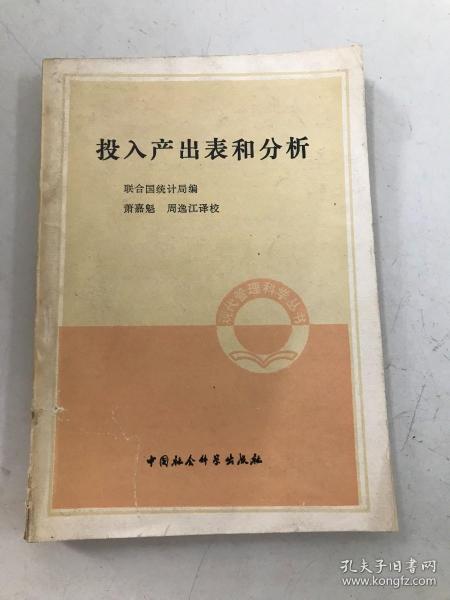 投入产出表和分析
联合国统计局编
萧嘉魁 周逸江译校
现代管理科学丛书
中国社会科学出版社
孔夫子旧书网
www.kongfz.com